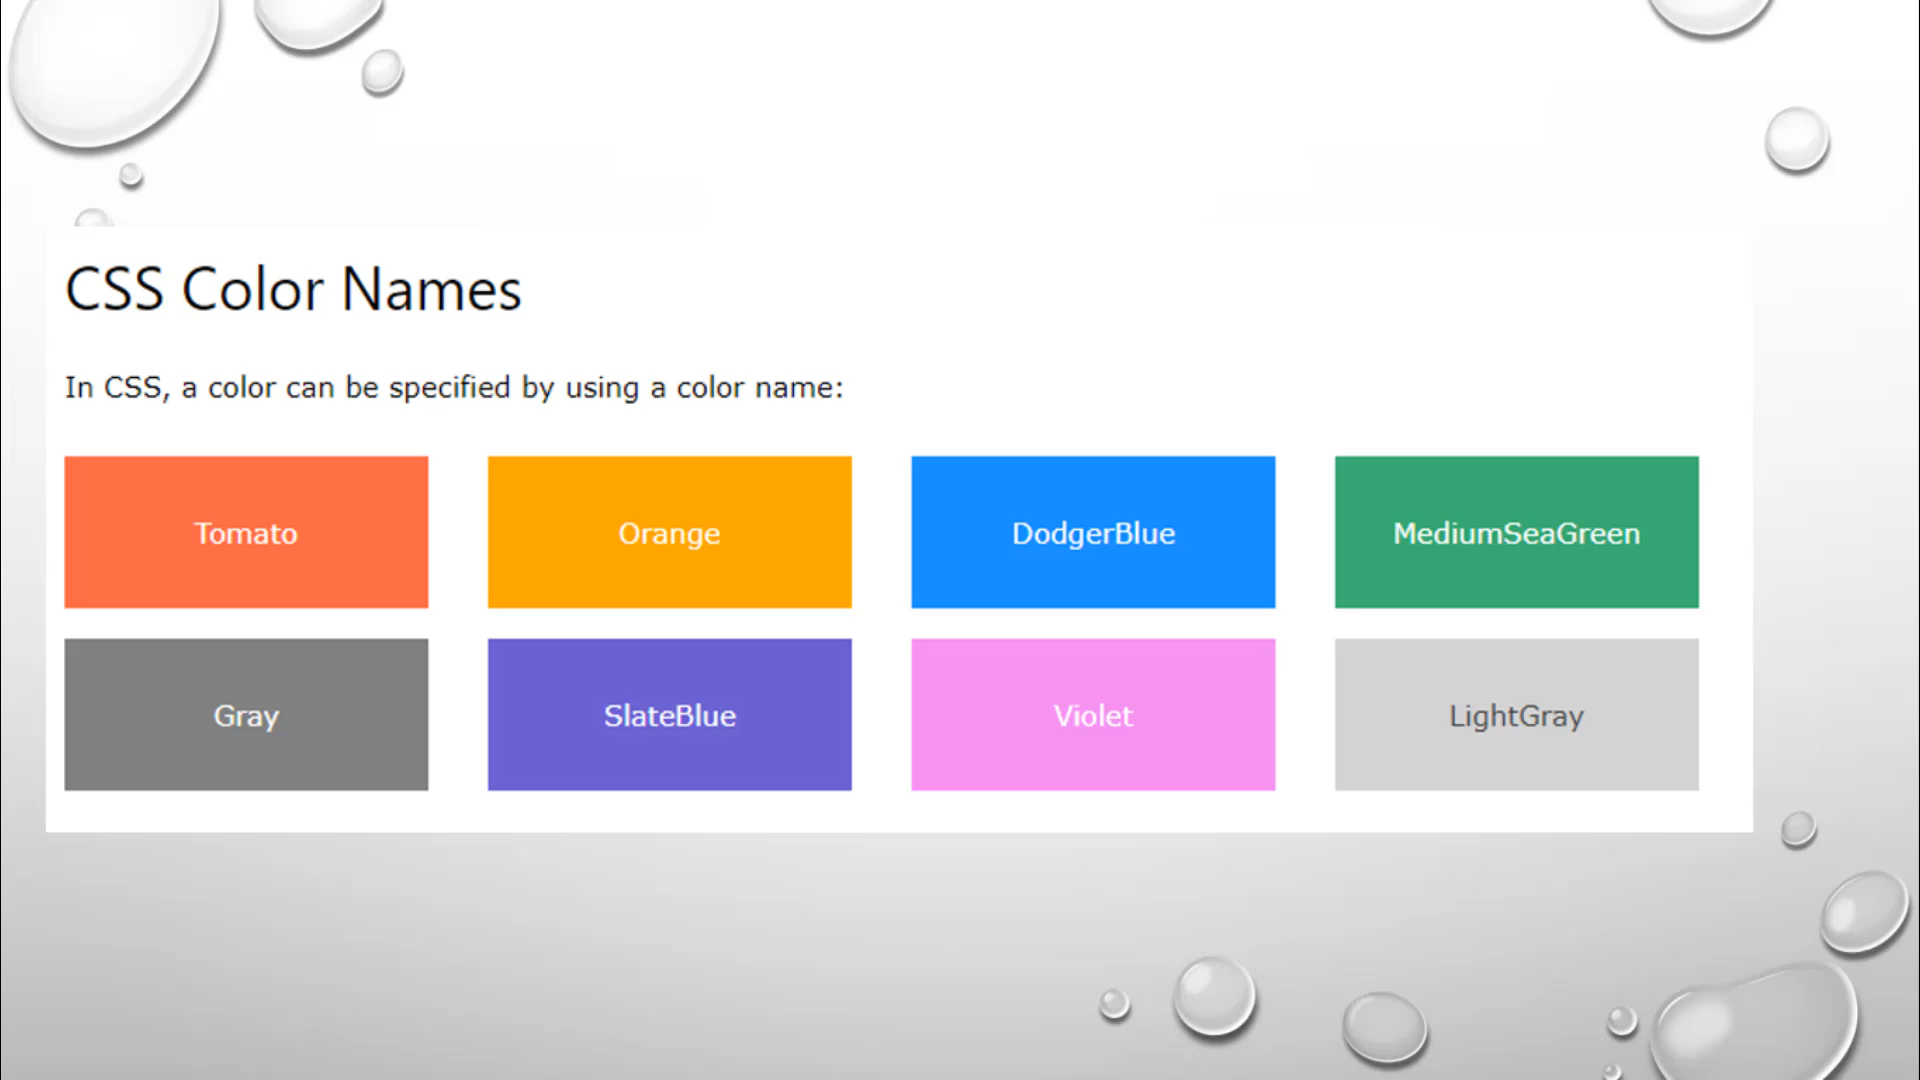 CSS Color Names
In CSS, a color can be specified by using a color name:
Tomato Orange DodgerBlue MediumSeaGreen
Gray SlateBlue Violet LightGray